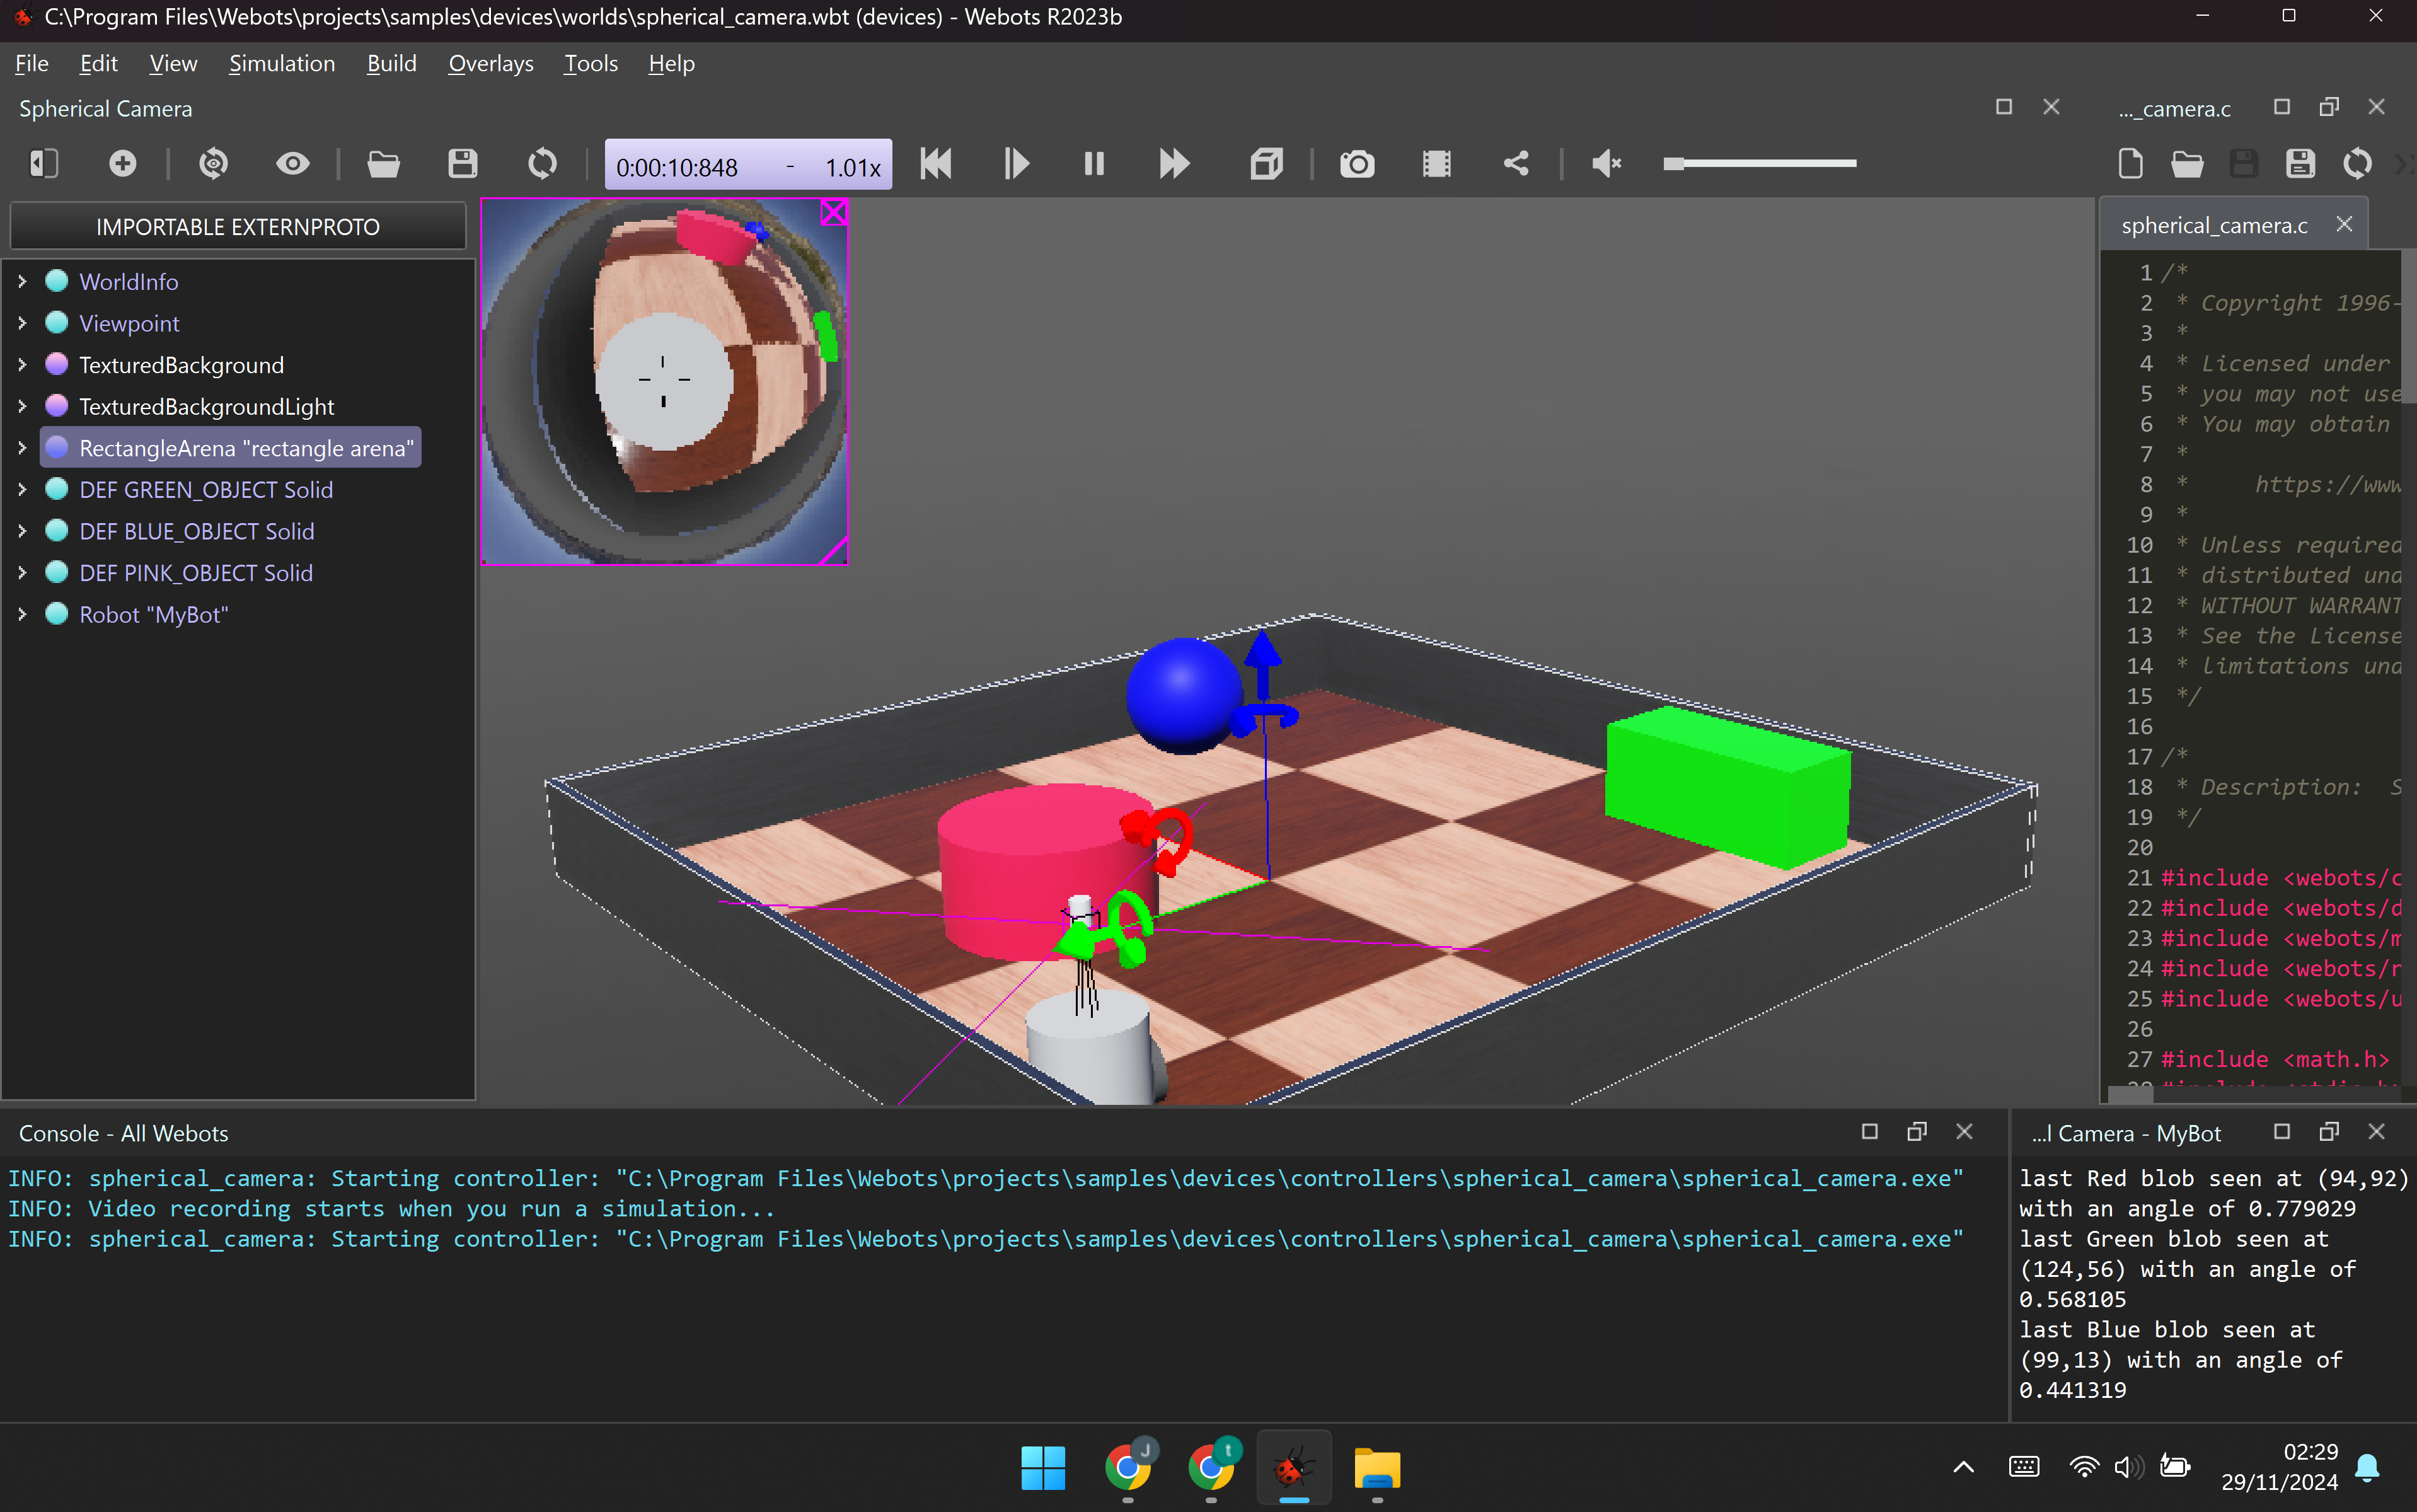 C:\Program Files\Webots\projects\samples\devices\worlds\spherical_camera.wbt (devices) - Webots R2023b
File Edit View Simulation Build Overlays Tools Help
Spherical Camera
..._camera.c
0:00:10:848 - 1.01x
IMPORTABLE EXTERNPROTO
WorldInfo
Viewpoint
TexturedBackground
TexturedBackgroundLight
RectangleArena "rectangle arena"
DEF GREEN_OBJECT Solid
DEF BLUE_OBJECT Solid
DEF PINK_OBJECT Solid
Robot "MyBot"
spherical_camera.c
1 /*
2 * Copyright 1996-
3 *
4 * Licensed under
5 * you may not use
6 * You may obtain
7 *
8 * https://www
9 *
10 * Unless required
11 * distributed und
12 * WITHOUT WARRANT
13 * See the License
14 * limitations und
15 */
16
17 /*
18 * Description: S
19 */
20
21 #include <webots/c
22 #include <webots/d
23 #include <webots/m
24 #include <webots/r
25 #include <webots/u
26
27 #include <math.h>
Console - All Webots
INFO: spherical_camera: Starting controller: "C:\Program Files\Webots\projects\samples\devices\controllers\spherical_camera\spherical_camera.exe"
INFO: Video recording starts when you run a simulation...
INFO: spherical_camera: Starting controller: "C:\Program Files\Webots\projects\samples\devices\controllers\spherical_camera\spherical_camera.exe"
...l Camera - MyBot
last Red blob seen at (94,92)
with an angle of 0.779029
last Green blob seen at
(124,56) with an angle of
0.568105
last Blue blob seen at
(99,13) with an angle of
0.441319
J
t
02:29
29/11/2024